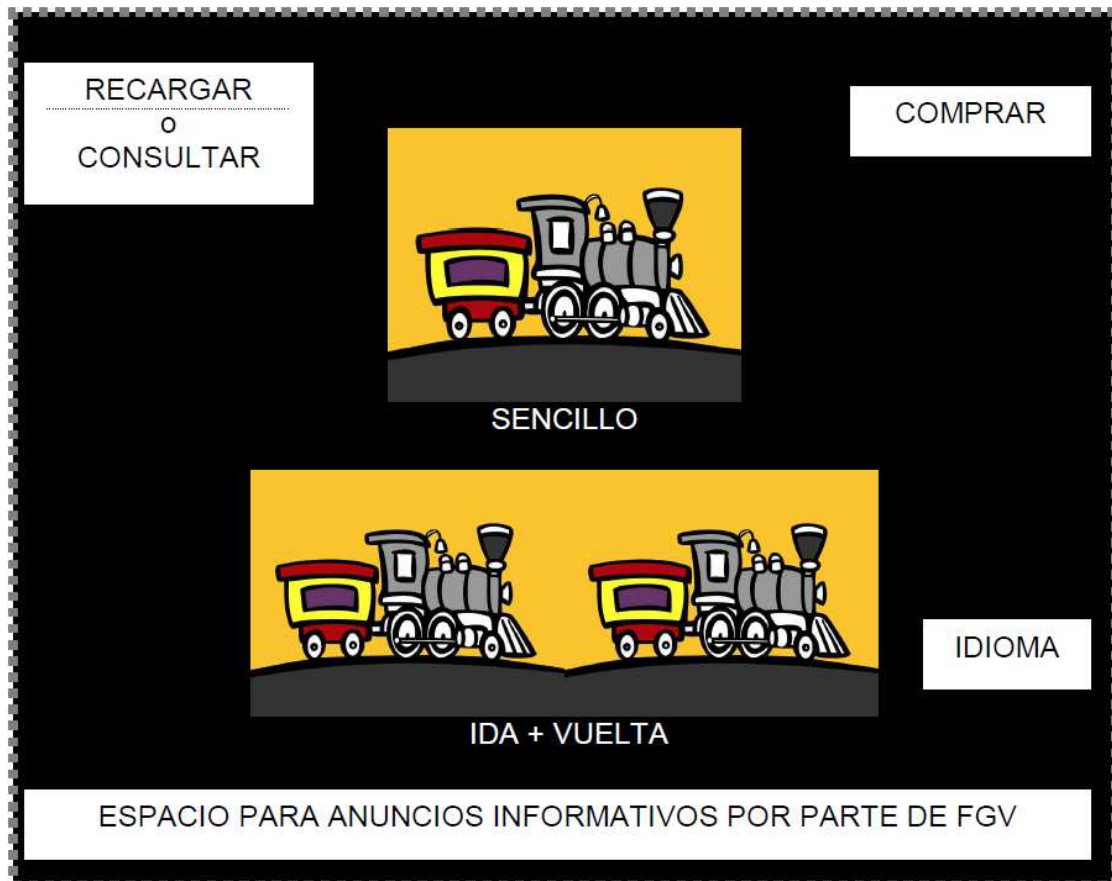 RECARGAR
o
CONSULTAR
COMPRAR
SENCILLO
IDA + VUELTA
IDIOMA
ESPACIO PARA ANUNCIOS INFORMATIVOS POR PARTE DE FGV